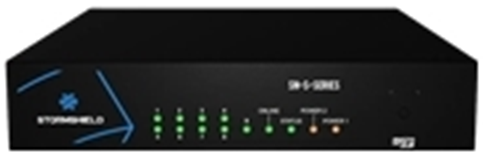 SN-S-SERIES
STORMSHIELD
1 2 3 4
ONLINE
POWER 2
STATUS
POWER 1